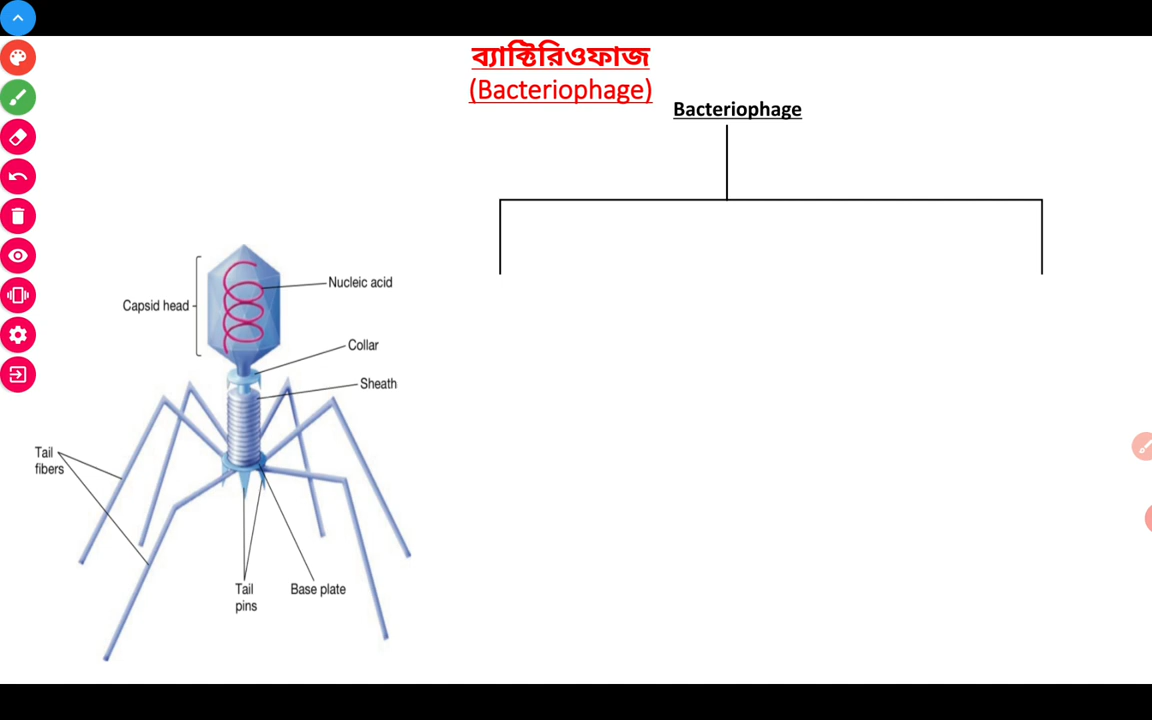 ব্যাক্টিরিওফাজ
(Bacteriophage)
Bacteriophage
Nucleic acid
Capsid head
Collar
Sheath
Tail
fibers
Tail
pins
Base plate